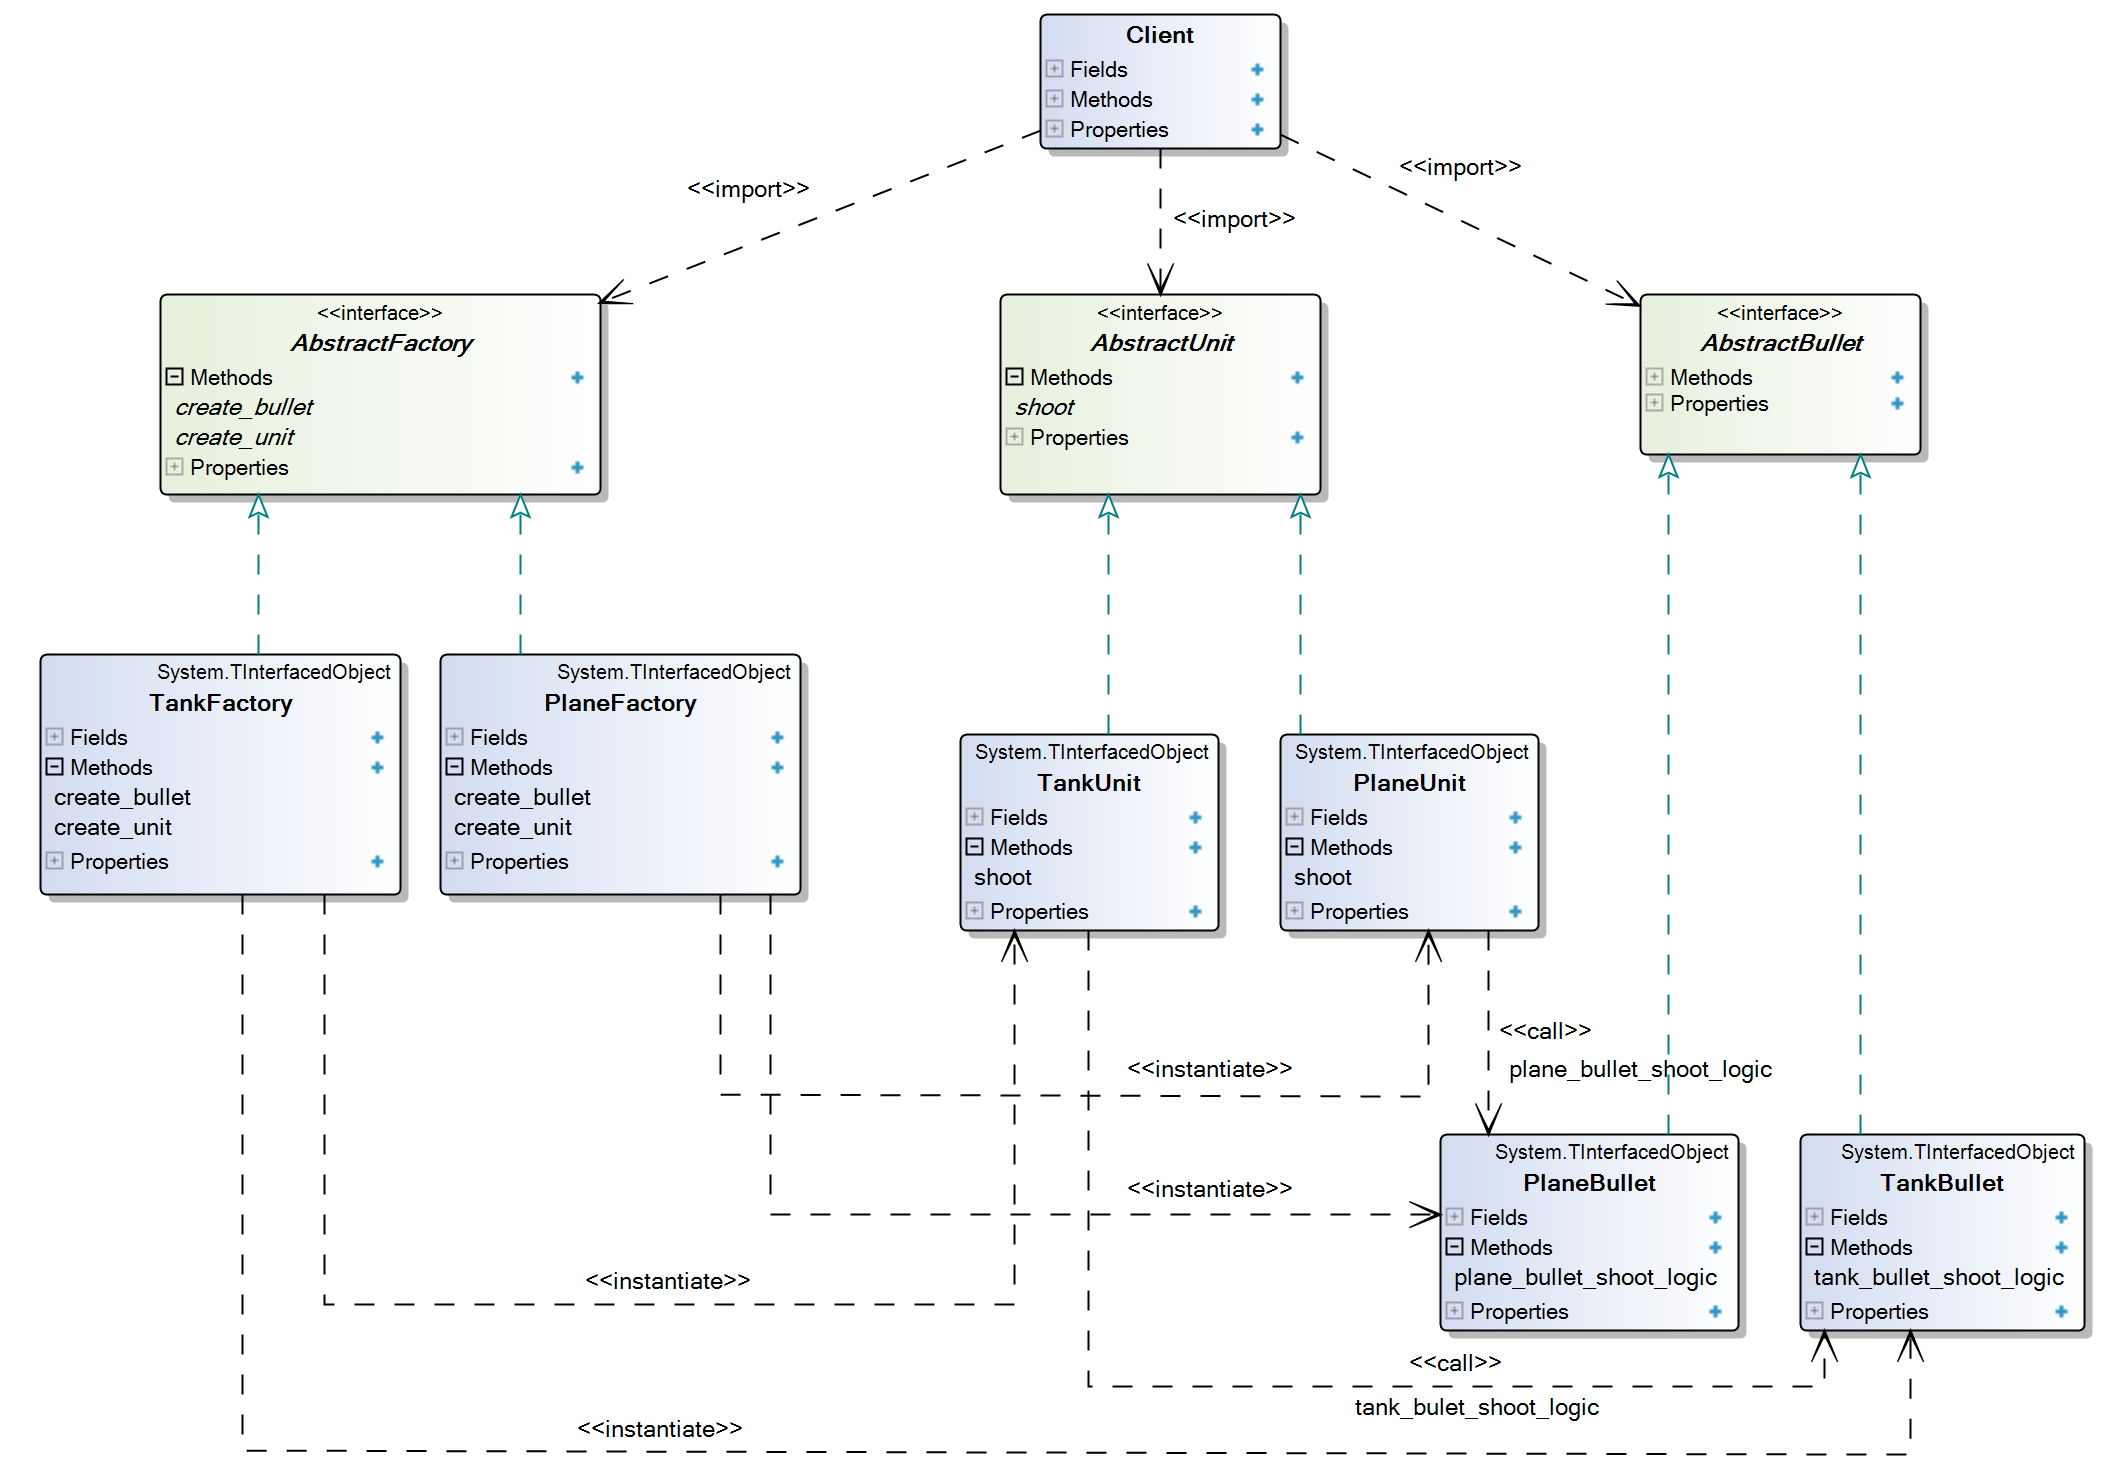 Client
Fields
Methods
Properties
<<import>>
<<import>>
<<import>>
<<interface>>
AbstractFactory
Methods
create_bullet
create_unit
Properties
<<interface>>
AbstractUnit
Methods
shoot
Properties
<<interface>>
AbstractBullet
Methods
Properties
System.TInterfacedObject
TankFactory
Fields
Methods
create_bullet
create_unit
Properties
System.TInterfacedObject
PlaneFactory
Fields
Methods
create_bullet
create_unit
Properties
System.TInterfacedObject
TankUnit
Fields
Methods
shoot
Properties
System.TInterfacedObject
PlaneUnit
Fields
Methods
shoot
Properties
<<call>>
plane_bullet_shoot_logic
<<instantiate>>
<<instantiate>>
<<instantiate>>
System.TInterfacedObject
PlaneBullet
Fields
Methods
plane_bullet_shoot_logic
Properties
System.TInterfacedObject
TankBullet
Fields
Methods
tank_bullet_shoot_logic
Properties
<<call>>
tank_bulet_shoot_logic
<<instantiate>>